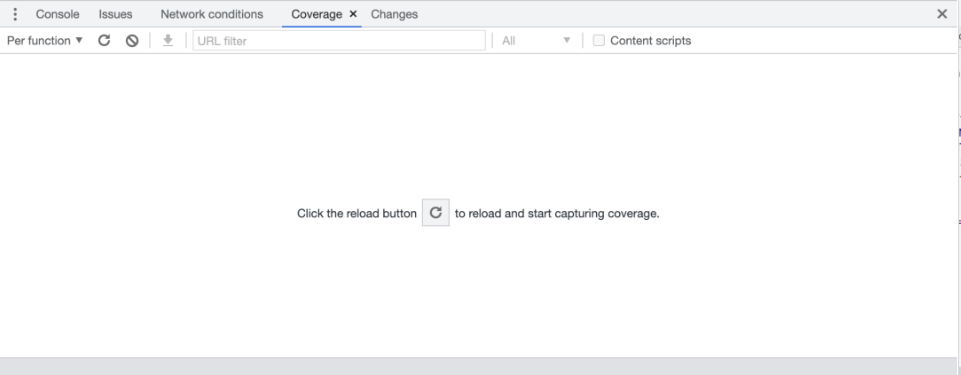 Console Issues Network conditions Coverage Changes
Per function URL filter All Content scripts
Click the reload button to reload and start capturing coverage.